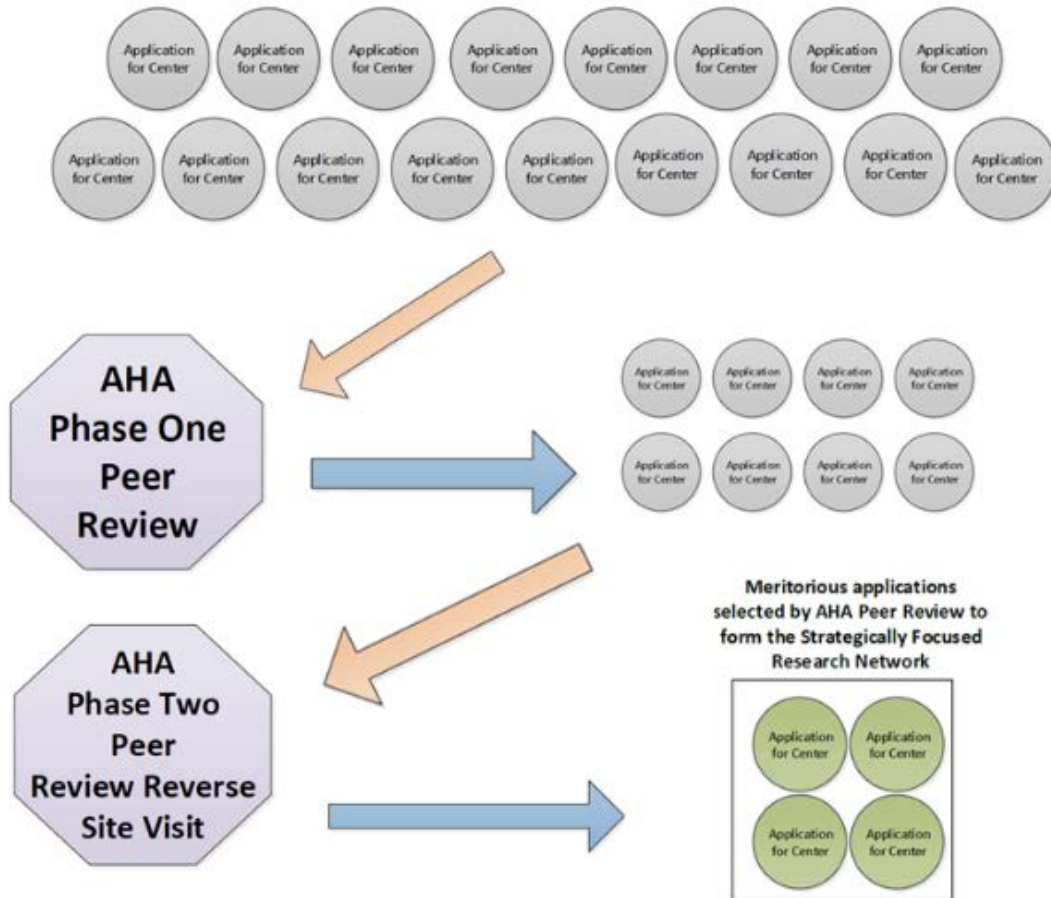 Application
for Center
Application
for Center
Application
for Center
Application
for Center
Application
for Center
Application
for Center
Application
for Center
Application
for Center
Application
for Center
Application
for Center
Application
for Center
Application
for Center
Application
for Center
Application
for Center
Application
for Center
Application
for Center
Application
for Center
AHA
Phase One
Peer
Review
Application
for Center
Application
for Center
Application
for Center
Application
for Center
Application
for Center
Application
for Center
Application
for Center
Application
for Center
AHA
Phase Two
Peer
Review Reverse
Site Visit
Meritorious applications
selected by AHA Peer Review to
form the Strategically Focused
Research Network
Application
for Center
Application
for Center
Application
for Center
Application
for Center